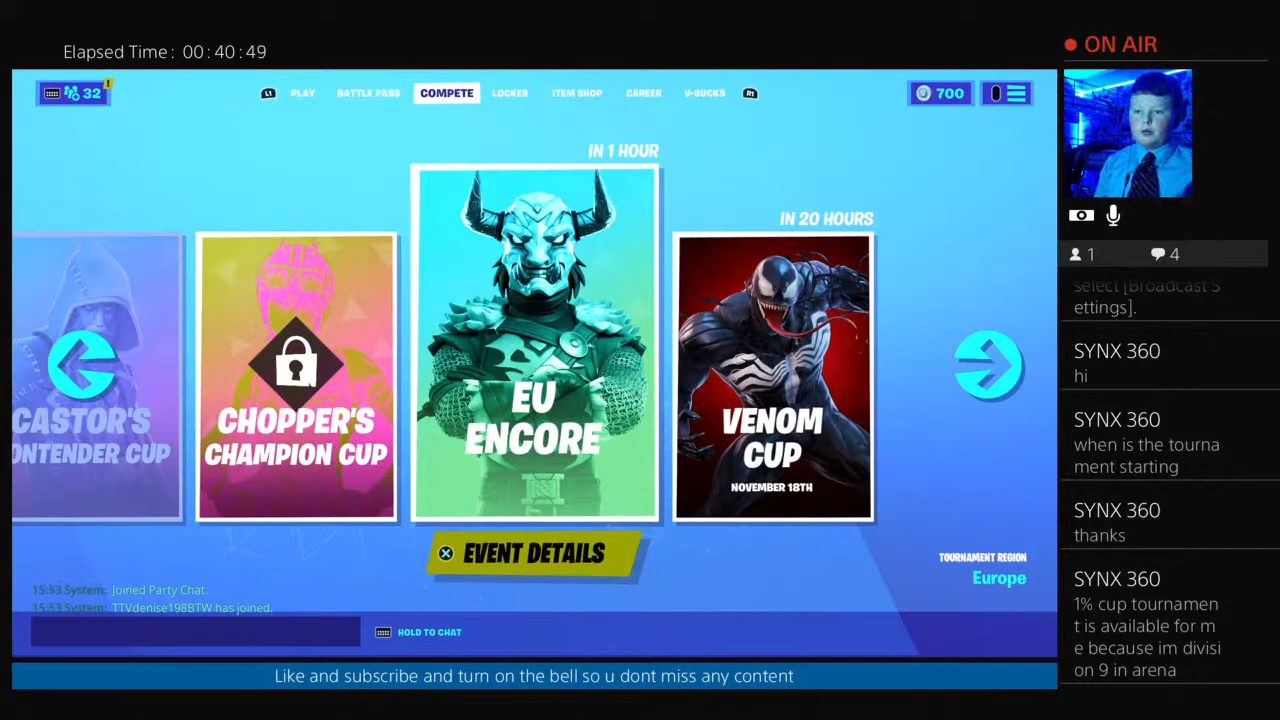 Elapsed Time: 00:40:49
ON AIR
32
!
L1
PLAY
BATTLE PASS
COMPETE
LOCKER
ITEM SHOP
CAREER
V-BUCKS
R1
700
IN 1 HOUR
IN 20 HOURS
CASTOR'S
ONTENDER CUP
CHOPPER'S
CHAMPION CUP
EU
ENCORE
VENOM
CUP
NOVEMBER 18TH
EVENT DETAILS
TOURNAMENT REGION
Europe
15:53 System: Joined Party Chat.
15:53 System: TTVdenise198BTW has joined.
HOLD TO CHAT
Like and subscribe and turn on the bell so u dont miss any content
1
4
select [Broadcast S
ettings].
SYNX 360
hi
SYNX 360
when is the tourna
ment starting
SYNX 360
thanks
SYNX 360
1% cup tournamen
t is available for m
e because im divisi
on 9 in arena